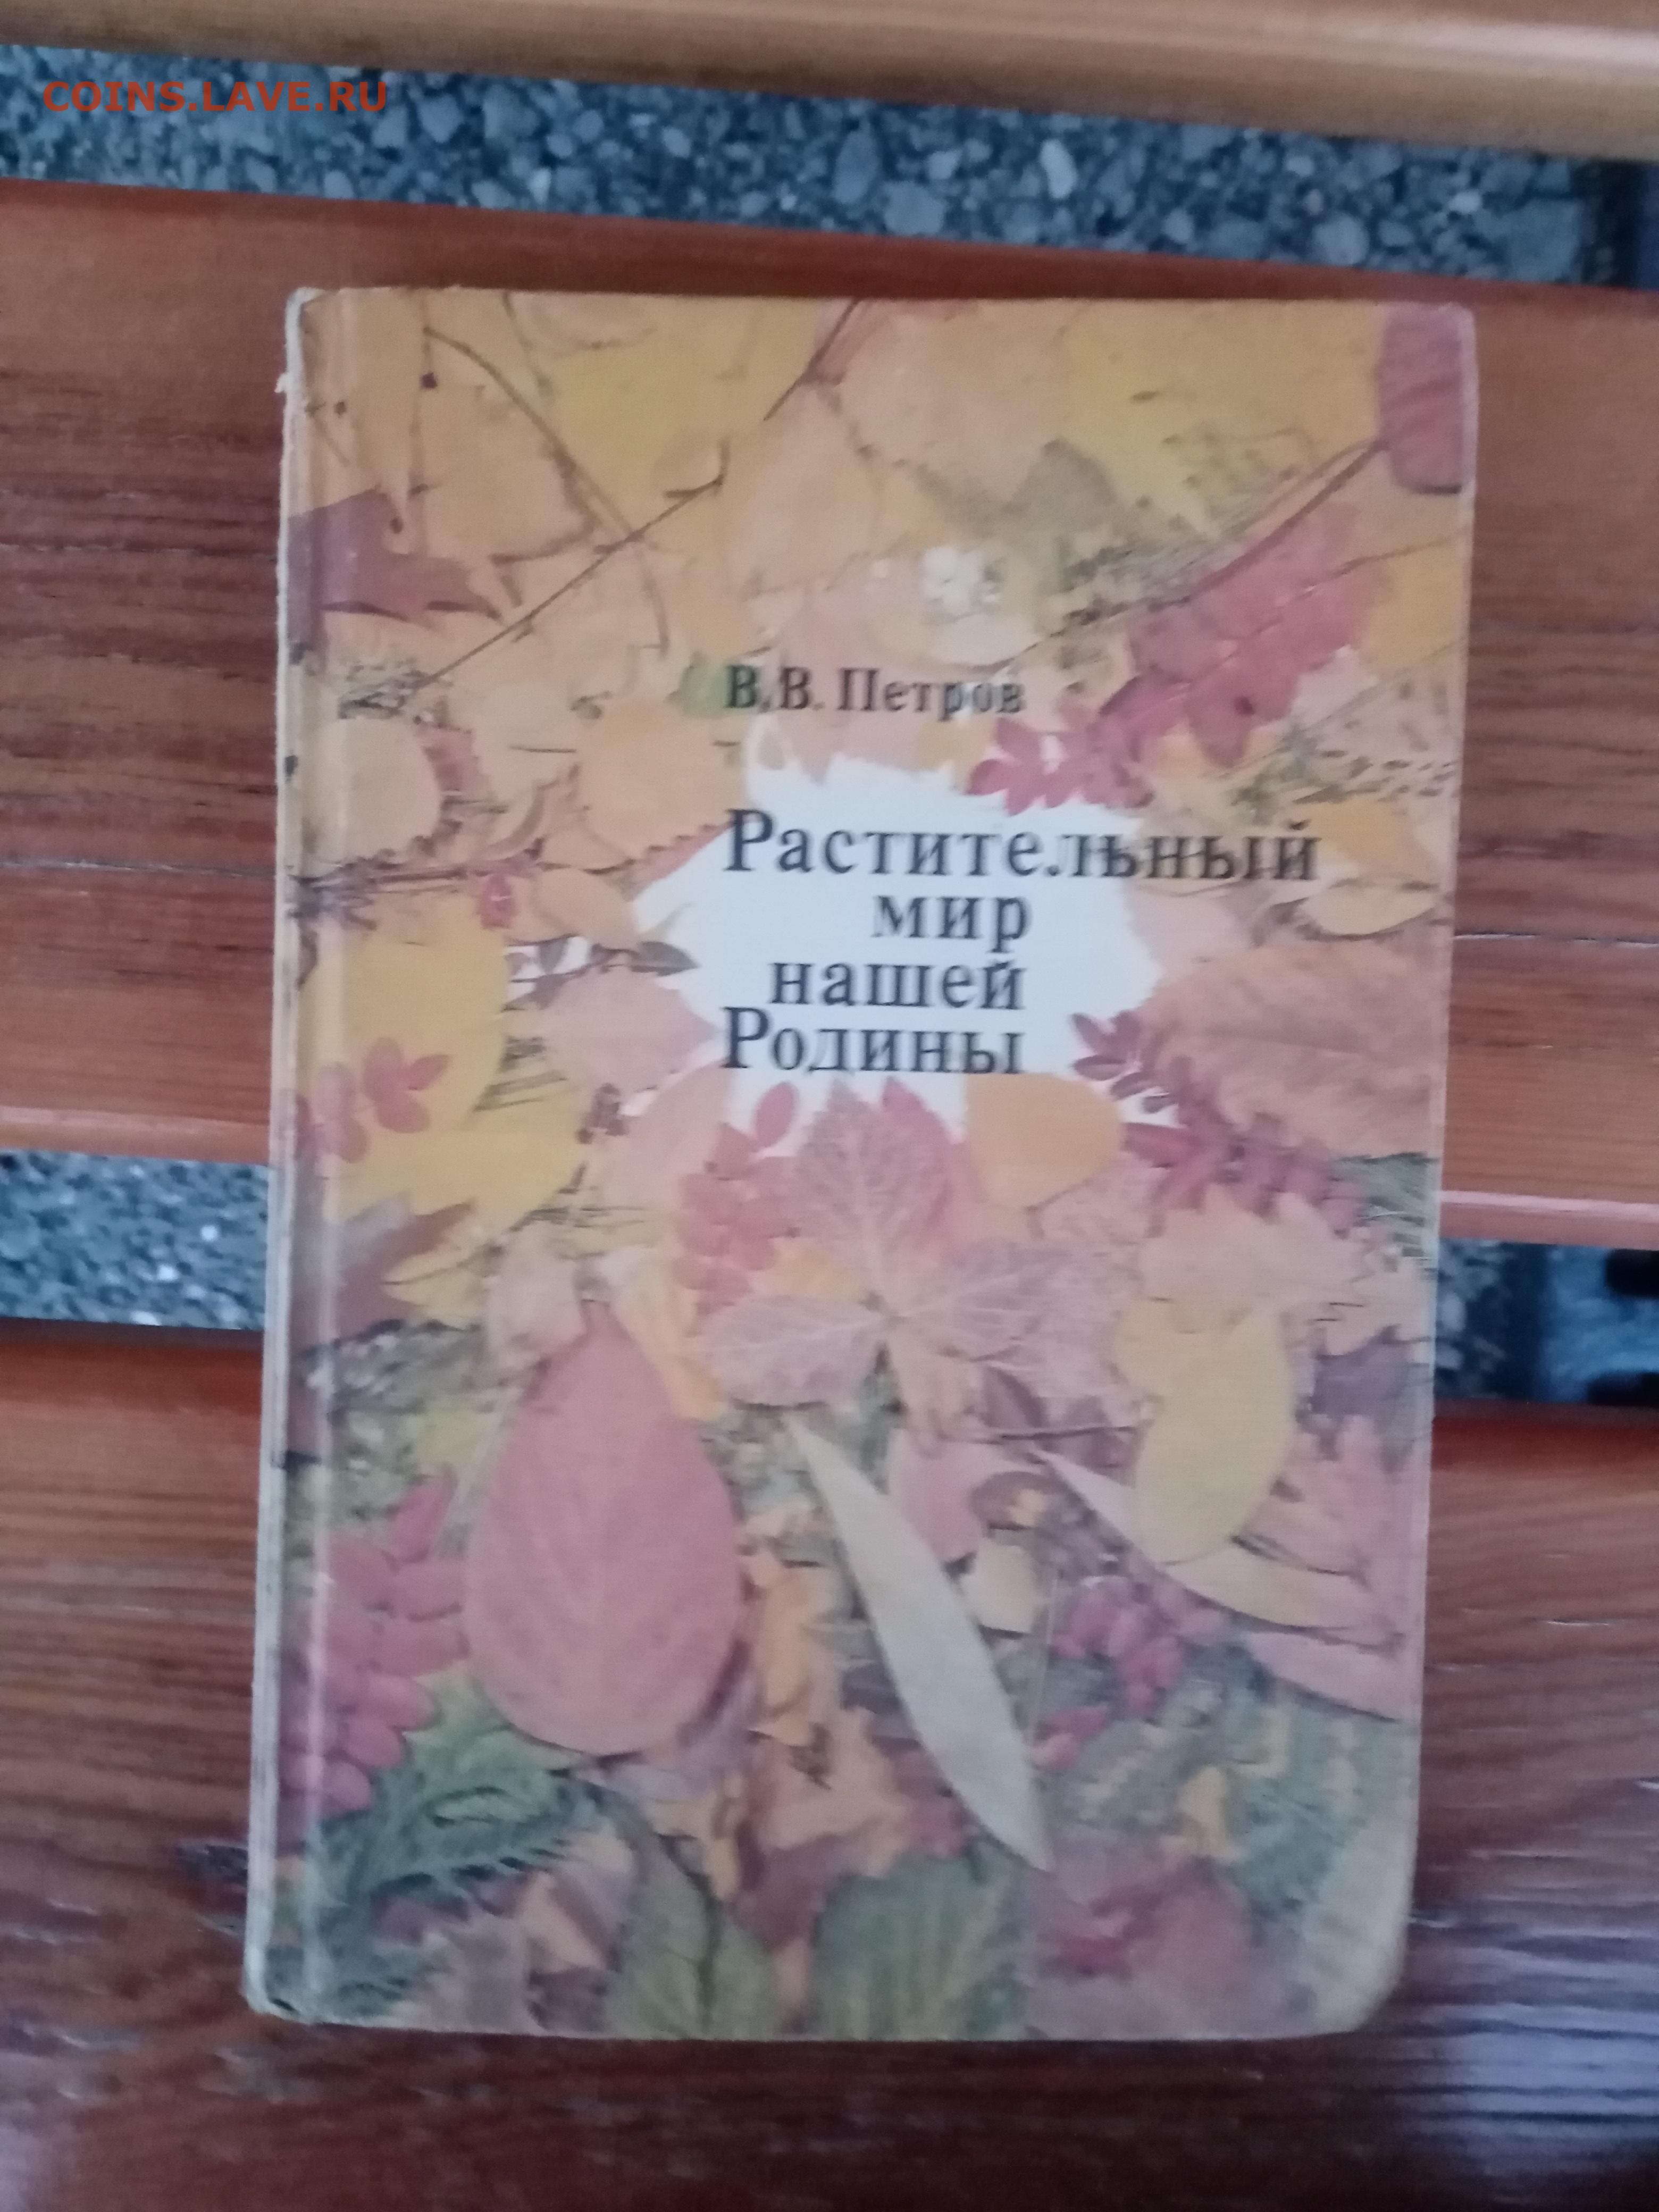 COINS.LAVE.RU
В.В. Петров
Растительный
мир
нашей
Родины